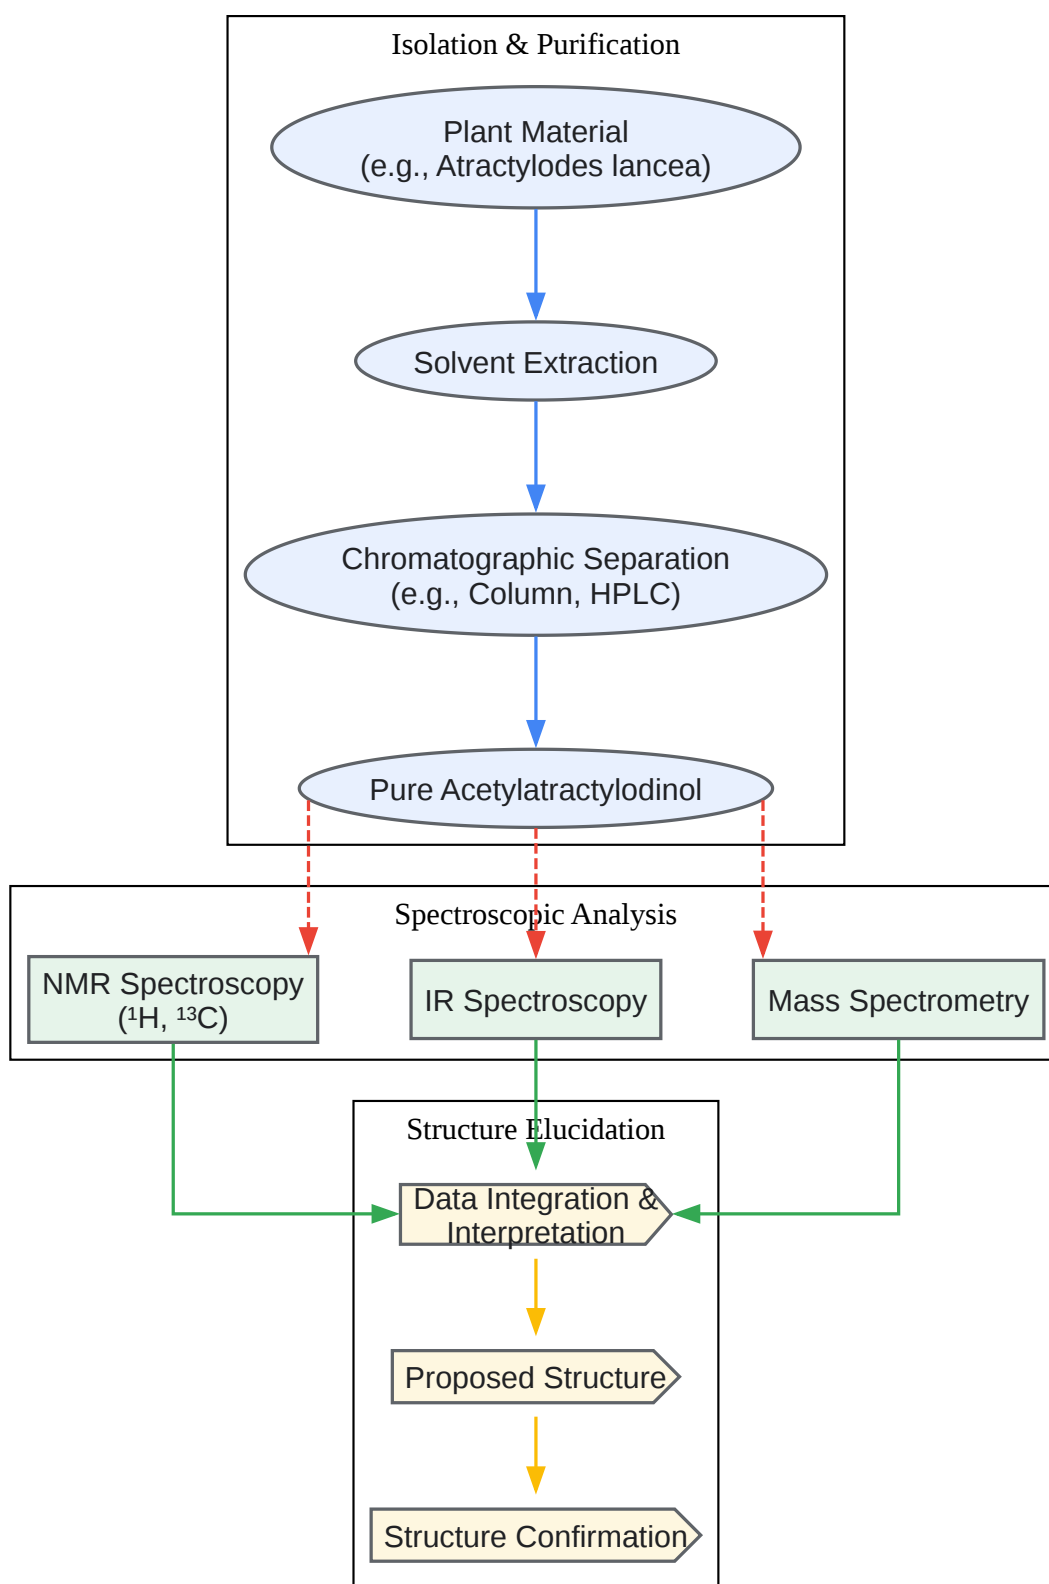 Isolation & Purification
Plant Material
(e.g., Atractylodes lancea)
Solvent Extraction
Chromatographic Separation
(e.g., Column, HPLC)
Pure Acetylatractylodinol
Spectroscopic Analysis
NMR Spectroscopy
(¹H, ¹³C)
IR Spectroscopy
Mass Spectrometry
Structure Elucidation
Data Integration &
Interpretation
Proposed Structure
Structure Confirmation